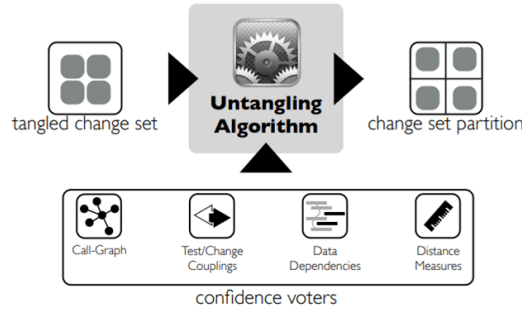 Untangling
Algorithm
tangled change set
change set partition
Call-Graph
Test/Change
Couplings
Data
Dependencies
Distance
Measures
confidence voters